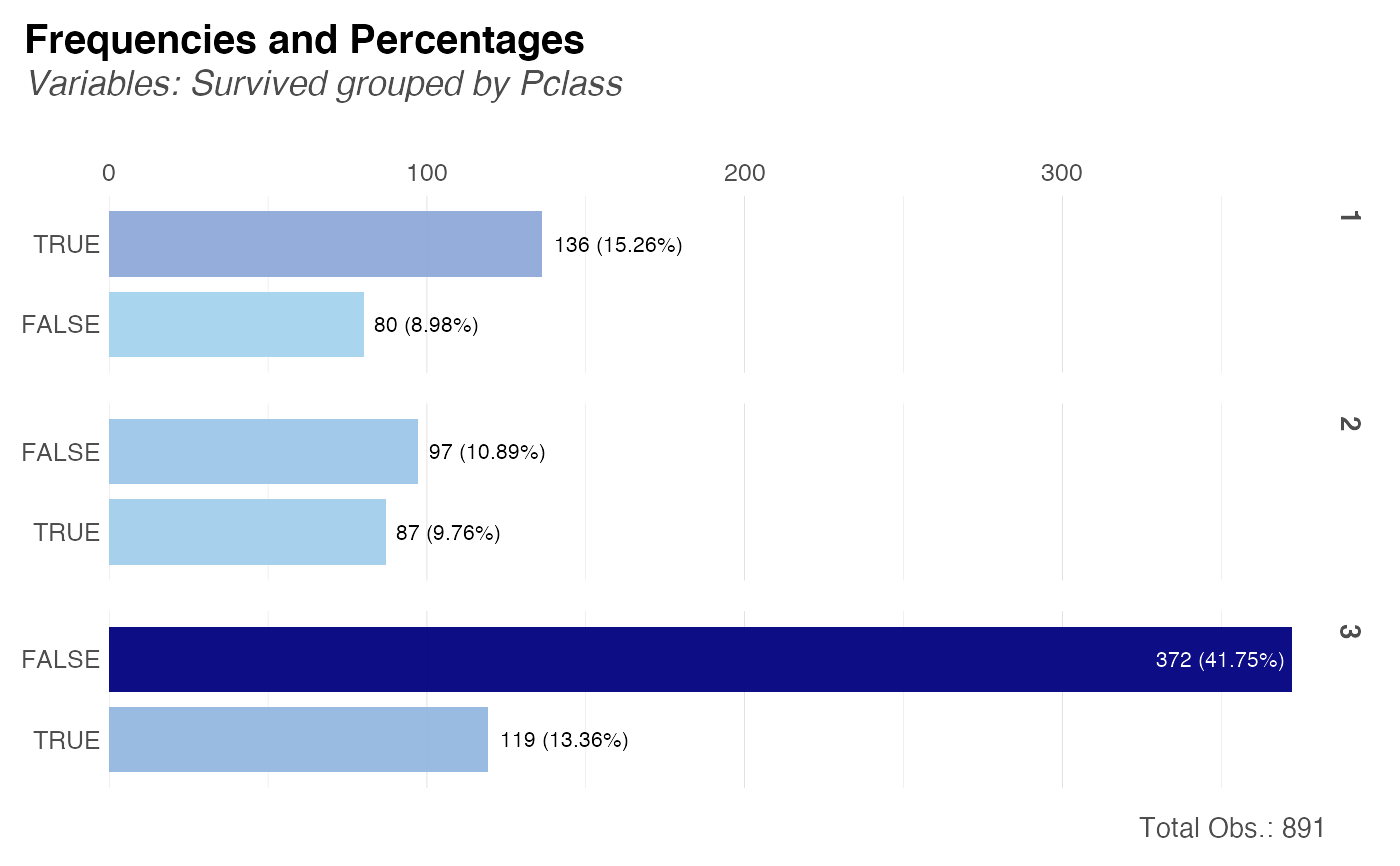 Frequencies and Percentages
Variables: Survived grouped by Pclass
0 100 200 300
1
TRUE 136 (15.26%)
FALSE 80 (8.98%)
2
FALSE 97 (10.89%)
TRUE 87 (9.76%)
3
FALSE 372 (41.75%)
TRUE 119 (13.36%)
Total Obs.: 891